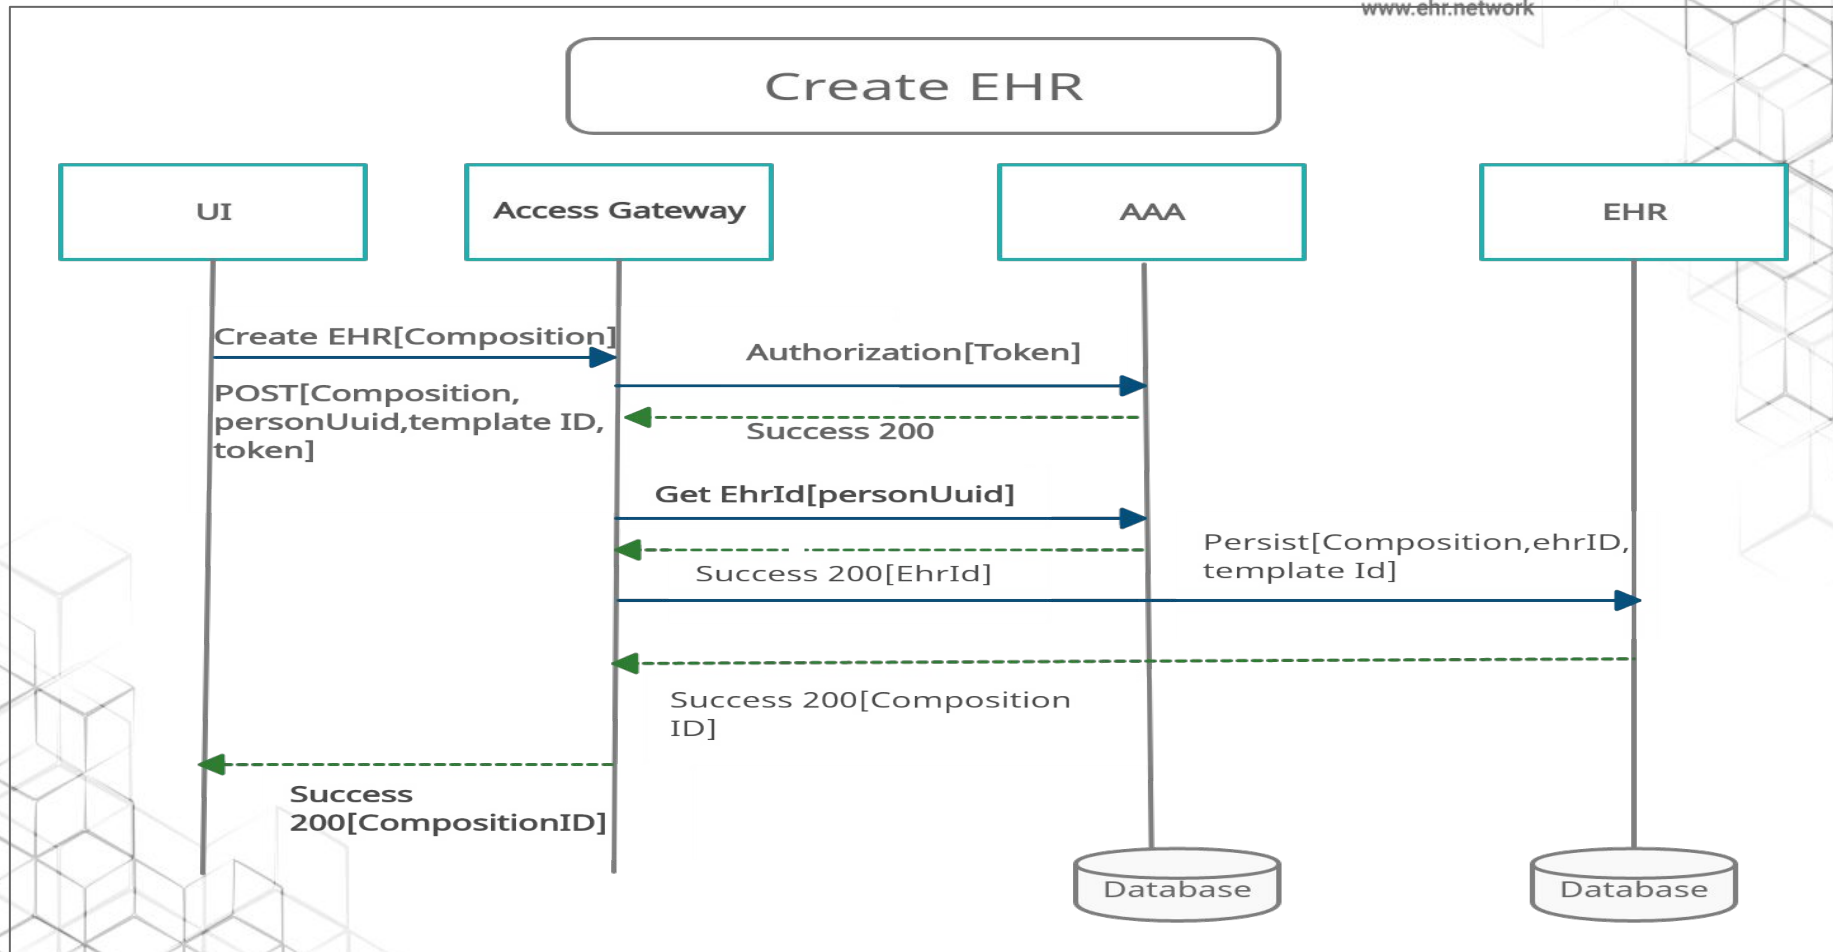 www.ehr.network
Create EHR
UI
Access Gateway
AAA
EHR
Create EHR[Composition]
POST[Composition,
personUuid,template ID,
token]
Authorization[Token]
Success 200
Get EhrId[personUuid]
Success 200[EhrId]
Persist[Composition,ehrID,
template Id]
Success 200[Composition
ID]
Success
200[CompositionID]
Database
Database